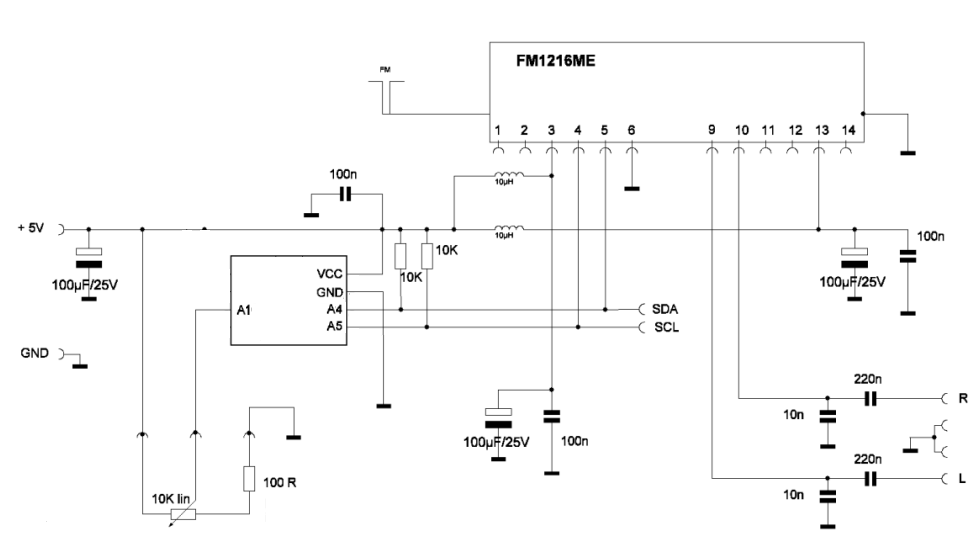 FM1216ME
FM
1 2 3 4 5 6 9 10 11 12 13 14
100n
10µH
+ 5V
10µH
100n
10K
10K
100µF/25V
100µF/25V
VCC
GND
A1
A4
A5
SDA
SCL
GND
220n
R
10n
100µF/25V
100n
220n
L
10n
100 R
10K lin